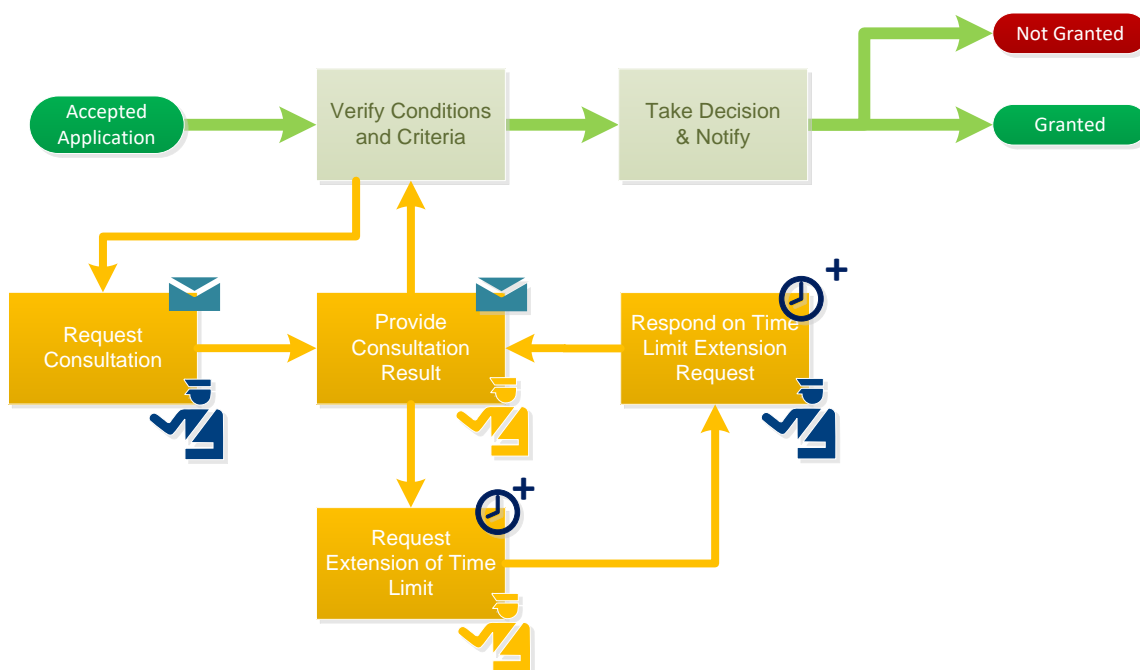 Not Granted
Accepted
Application
Verify Conditions
and Criteria
Take Decision
& Notify
Granted
Request
Consultation
Provide
Consultation
Result
Respond on Time
Limit Extension
Request
Request
Extension of Time
Limit